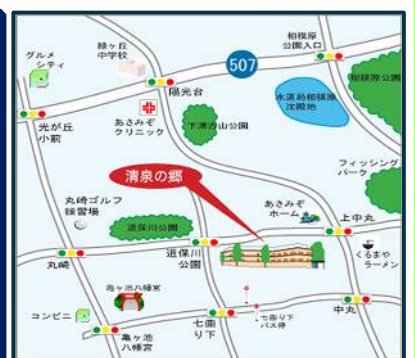 グルメ
シティ
緑ヶ丘
中学校
507
相模原
公園入口
相模原公園
陽光台
水道局相模原
沈殿池
光が丘
小前
あさみぞ
クリニック
下溝古山公園
清泉の郷
フィッシング
パーク
丸崎ゴルフ
練習場
あさみぞ
ホーム
上中丸
道保川公園
丸崎
道保川
公園
くるまや
ラーメン
亀ヶ池八幡宮
コンビニ
七曲り下
バス停
中丸
亀ヶ池
八幡宮
七曲
り下